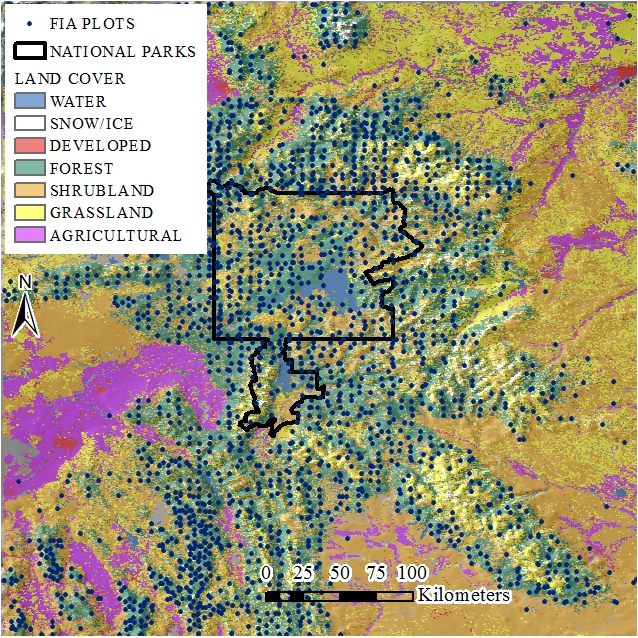 FIA PLOTS
NATIONAL PARKS
LAND COVER
WATER
SNOW/ICE
DEVELOPED
FOREST
SHRUBLAND
GRASSLAND
AGRICULTURAL
N
0 25 50 75 100
Kilometers